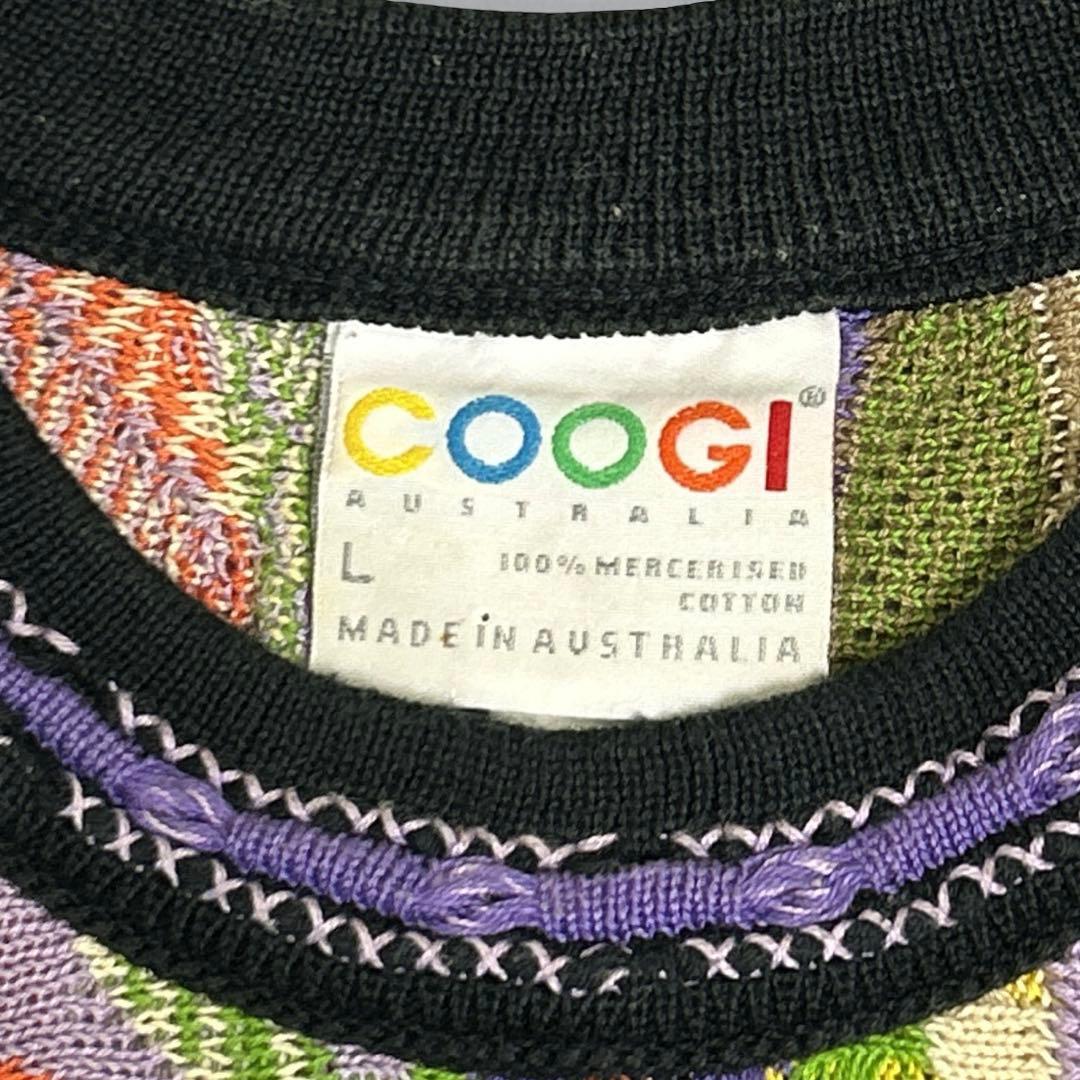 COOGI®
AUSTRALIA
L 100% MERCERISED
COTTON
MADE IN AUSTRALIA